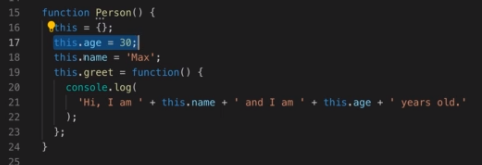 15 function Person() {
16 this = {};
17 this.age = 30;
18 this.name = 'Max';
19 this.greet = function() {
20 console.log(
21 'Hi, I am ' + this.name + ' and I am ' + this.age + ' years old.'
22 );
23 };
24 }
25